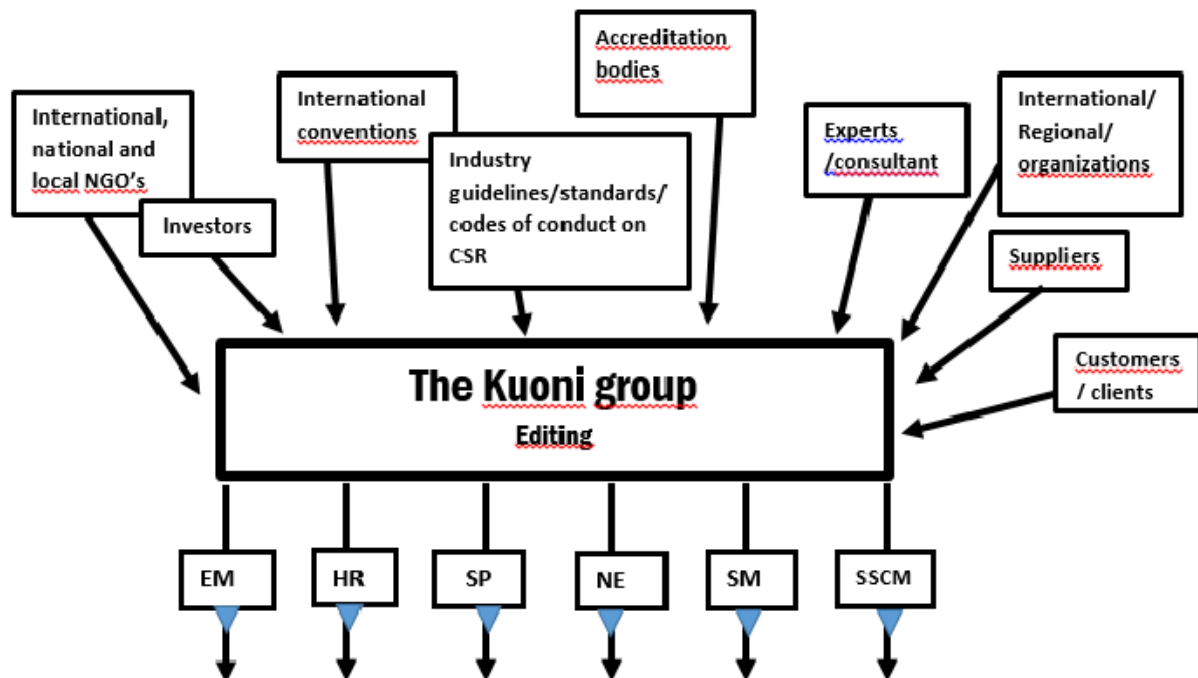 Accreditation
bodies
International,
national and
local NGO's
International
conventions
Industry
guidelines/standards/
codes of conduct on
CSR
Experts
/consultant
International/
Regional/
organizations
Investors
Suppliers
Customers
/ clients
The Kuoni group
Editing
EM
HR
SP
NE
SM
SSCM